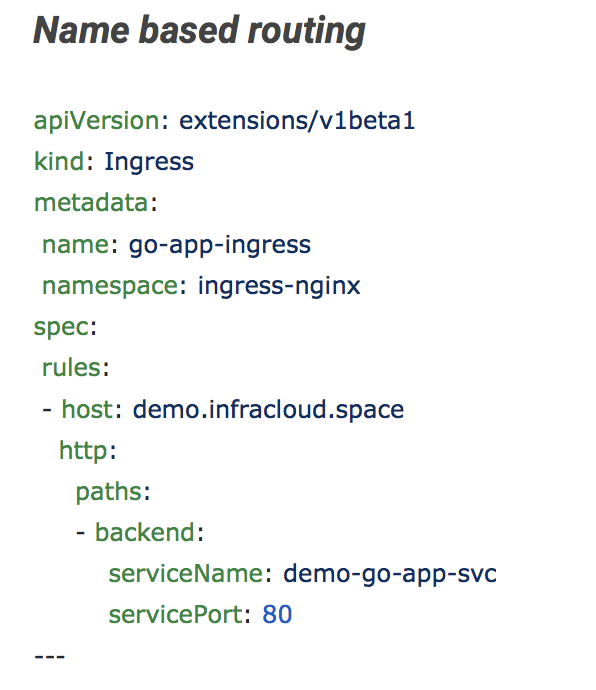 Name based routing
apiVersion: extensions/v1beta1
kind: Ingress
metadata:
 name: go-app-ingress
 namespace: ingress-nginx
spec:
 rules:
 - host: demo.infracloud.space
   http:
     paths:
     - backend:
         serviceName: demo-go-app-svc
         servicePort: 80
---